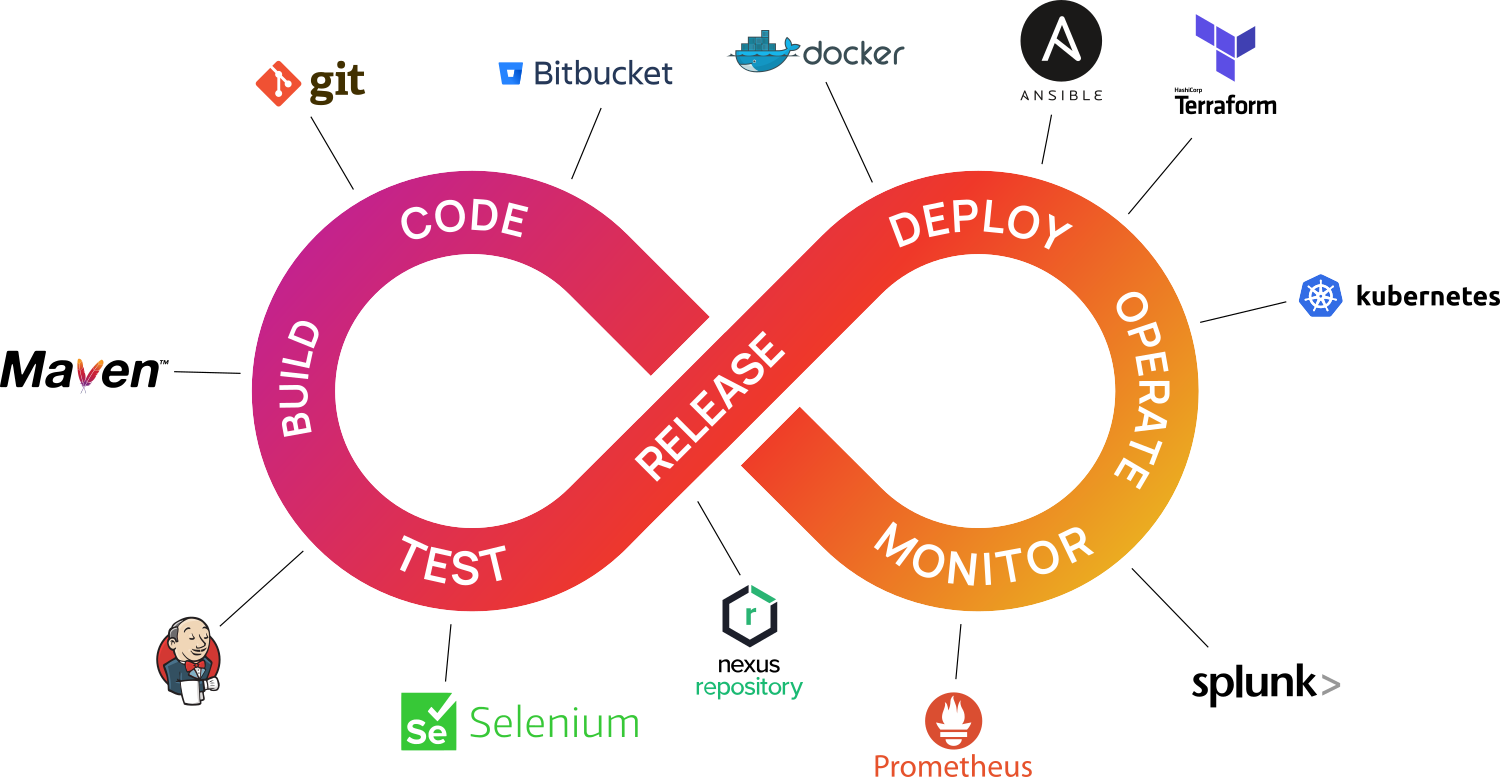 git
Bitbucket
docker
A
ANSIBLE
HashiCorp
Terraform
CODE
DEPLOY
BUILD
OPERATE
kubernetes
Maven™
RELEASE
TEST
MONITOR
r
nexus
repository
Se
Selenium
splunk>
Prometheus